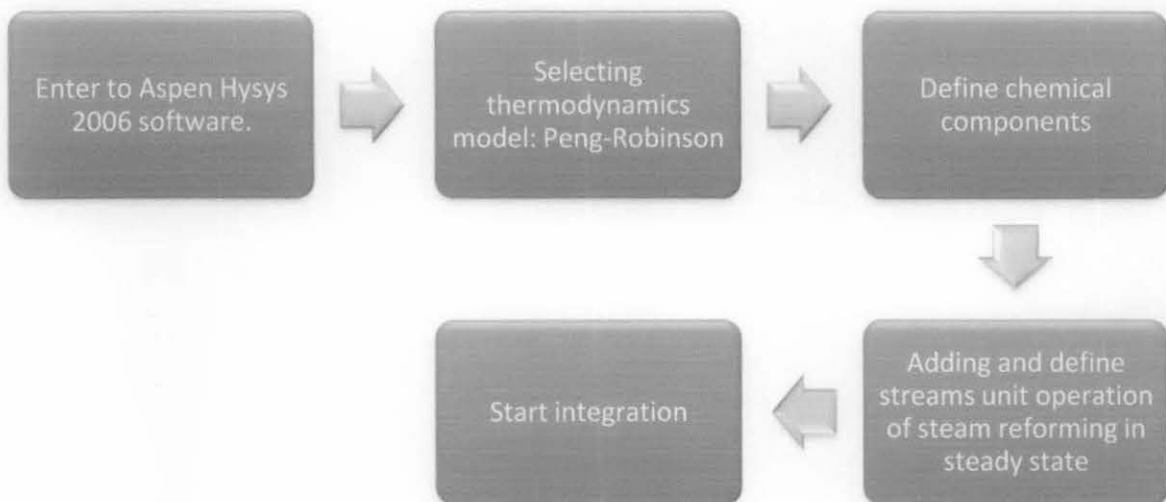 Enter to Aspen Hysys
2006 software.
Selecting
thermodynamics
model: Peng-Robinson
Define chemical
components
Adding and define
streams unit operation
of steam reforming in
steady state
Start integration